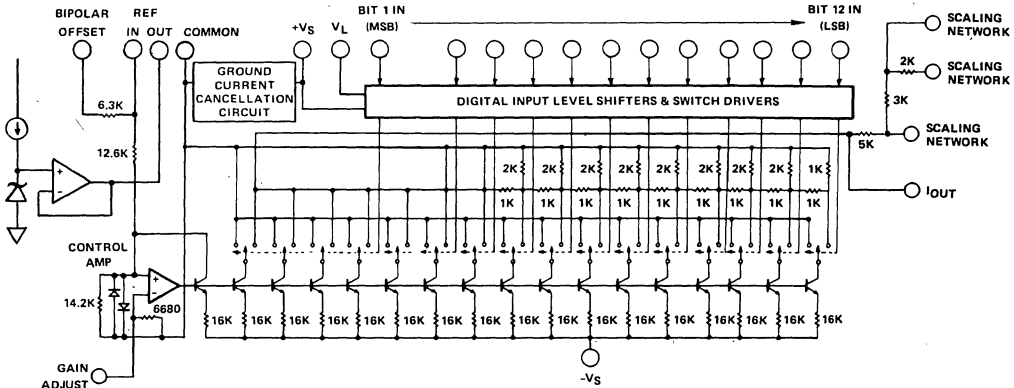 BIPOLAR OFFSET
REF
IN OUT
COMMON
+VS
VL
BIT 1 IN (MSB)
BIT 12 IN (LSB)
SCALING NETWORK
2K
SCALING NETWORK
3K
SCALING NETWORK
5K
IOUT
GROUND CURRENT CANCELLATION CIRCUIT
DIGITAL INPUT LEVEL SHIFTERS & SWITCH DRIVERS
6.3K
12.6K
+
-
2K 2K 2K 2K 2K 2K 2K 1K
1K 1K 1K 1K 1K 1K 1K 1K
CONTROL AMP
+
-
14.2K
6680
16K 16K 16K 16K 16K 16K 16K 16K 16K 16K 16K 16K 16K 16K 16K
-VS
GAIN ADJUST